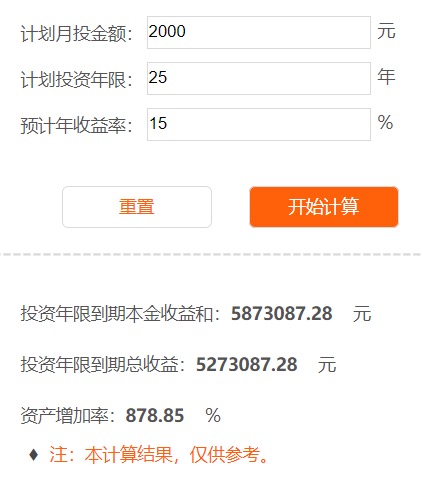 计划月投金额：2000 元
计划投资年限：25 年
预计年收益率：15 %
重置 开始计算
投资年限到期本金收益和：5873087.28 元
投资年限到期总收益：5273087.28 元
资产增加率：878.85 %
♦ 注：本计算结果，仅供参考。